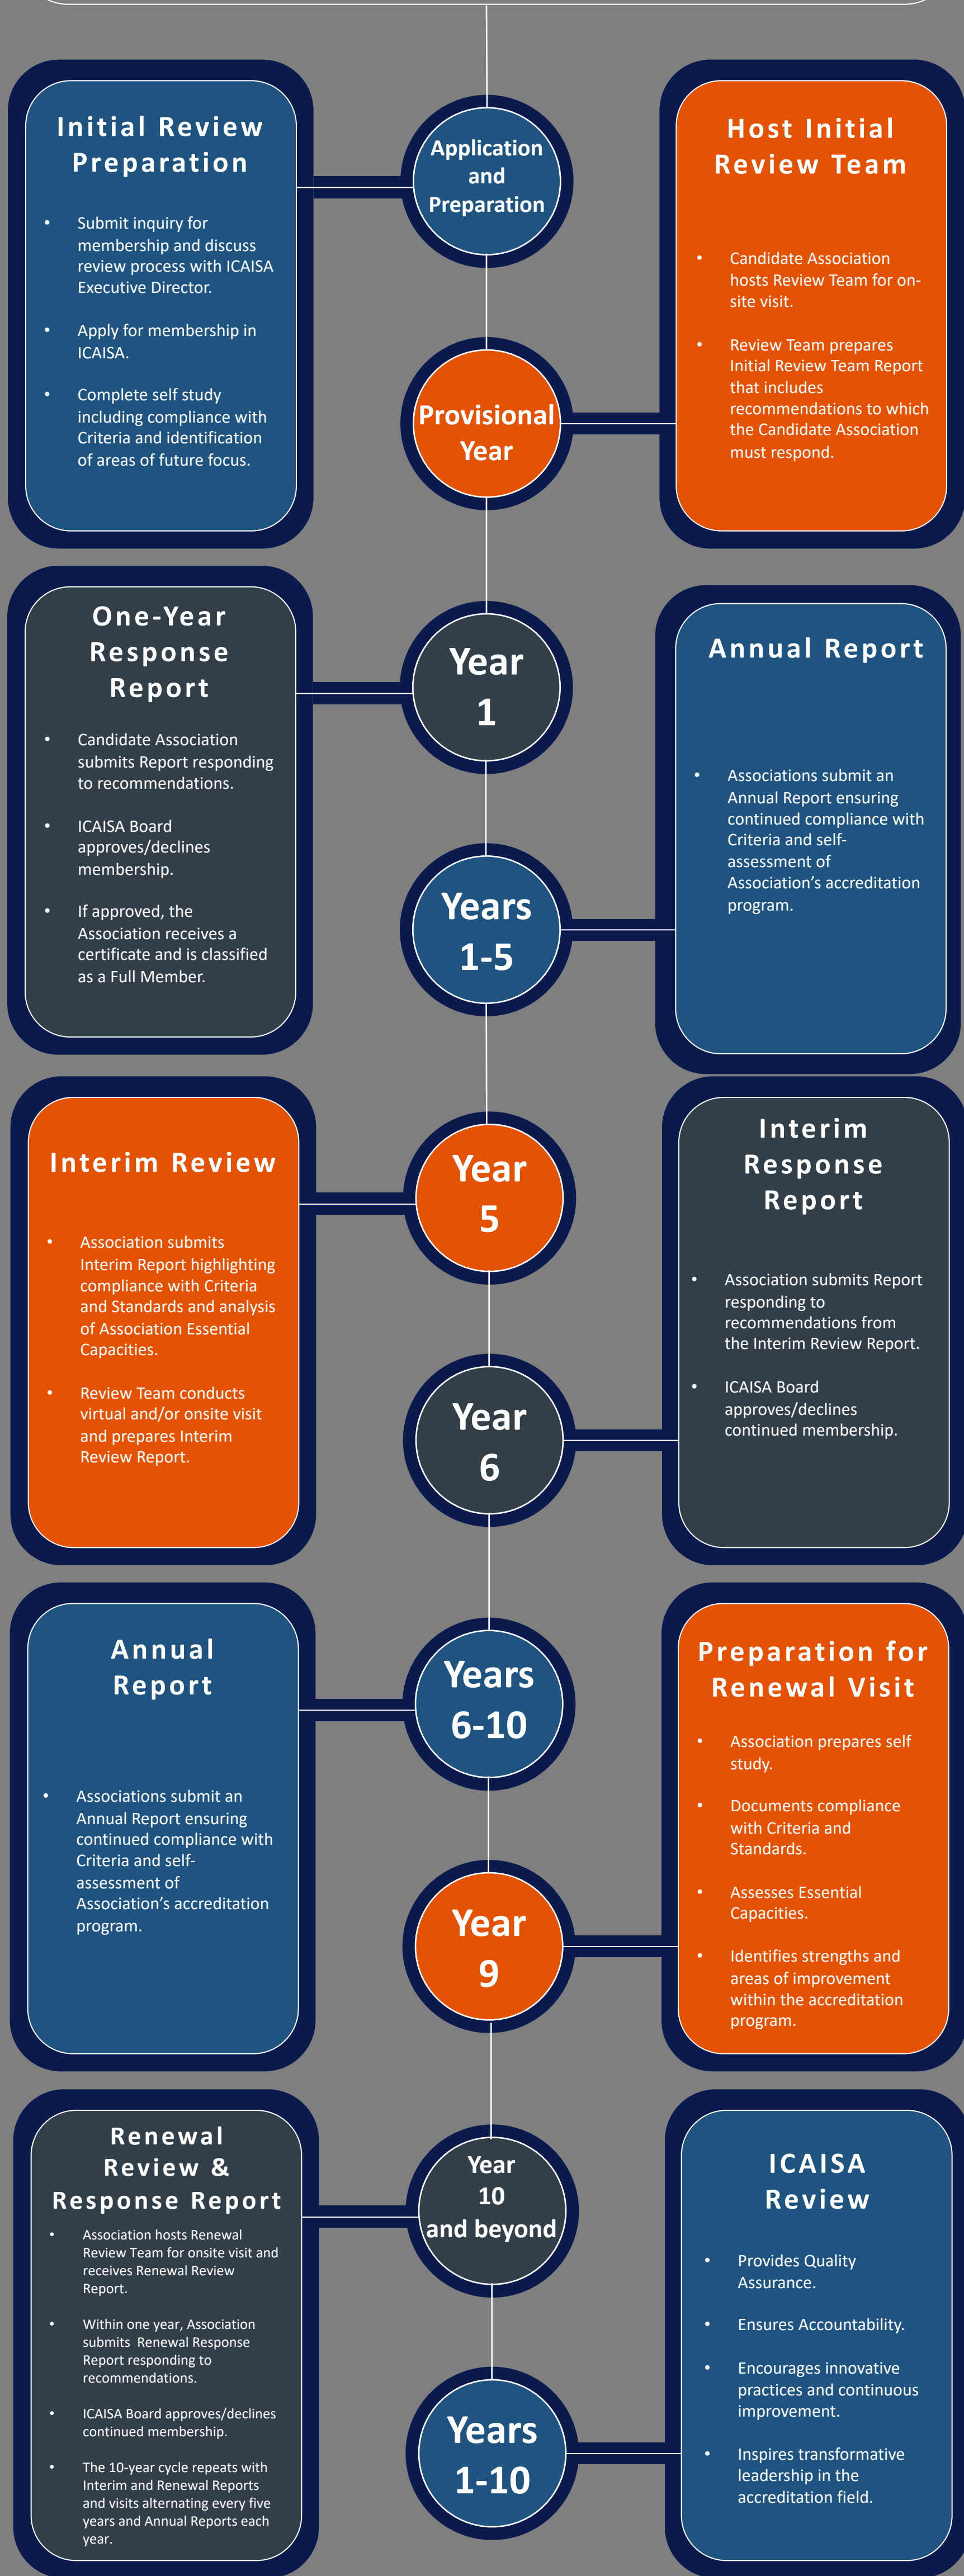 Initial Review
Preparation
• Submit inquiry for
membership and discuss
review process with ICAISA
Executive Director.
• Apply for membership in
ICAISA.
• Complete self study
including compliance with
Criteria and identification
of areas of future focus.
Application
and
Preparation
Host Initial
Review Team
• Candidate Association
hosts Review Team for on-
site visit.
• Review Team prepares
Initial Review Team Report
that includes
recommendations to which
the Candidate Association
must respond.
Provisional
Year
One-Year
Response
Report
• Candidate Association
submits Report responding
to recommendations.
• ICAISA Board
approves/declines
membership.
• If approved, the
Association receives a
certificate and is classified
as a Full Member.
Year
1
Annual Report
• Associations submit an
Annual Report ensuring
continued compliance with
Criteria and self-
assessment of
Association’s accreditation
program.
Years
1-5
Interim Review
• Association submits
Interim Report highlighting
compliance with Criteria
and Standards and analysis
of Association Essential
Capacities.
• Review Team conducts
virtual and/or onsite visit
and prepares Interim
Review Report.
Year
5
Interim
Response
Report
• Association submits Report
responding to
recommendations from
the Interim Review Report.
• ICAISA Board
approves/declines
continued membership.
Year
6
Annual
Report
• Associations submit an
Annual Report ensuring
continued compliance with
Criteria and self-
assessment of
Association’s accreditation
program.
Years
6-10
Preparation for
Renewal Visit
• Association prepares self
study.
• Documents compliance
with Criteria and
Standards.
• Assesses Essential
Capacities.
• Identifies strengths and
areas of improvement
within the accreditation
program.
Year
9
Renewal
Review &
Response Report
• Association hosts Renewal
Review Team for onsite visit and
receives Renewal Review
Report.
• Within one year, Association
submits Renewal Response
Report responding to
recommendations.
• ICAISA Board approves/declines
continued membership.
• The 10-year cycle repeats with
Interim and Renewal Reports
and visits alternating every five
years and Annual Reports each
year.
Year
10
and beyond
ICAISA
Review
• Provides Quality
Assurance.
• Ensures Accountability.
• Encourages innovative
practices and continuous
improvement.
• Inspires transformative
leadership in the
accreditation field.
Years
1-10